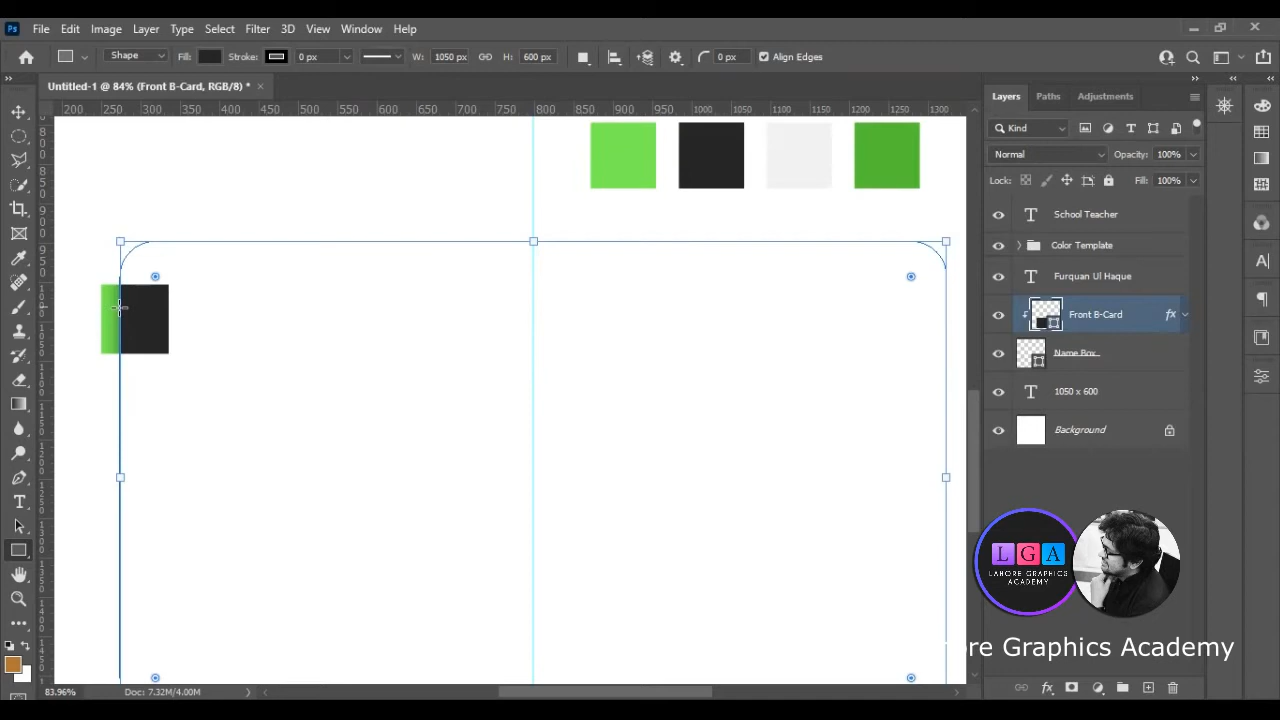 Ps File Edit Image Layer Type Select Filter 3D View Window Help
Shape Fill: Stroke: 0 px W: 1050 px H: 600 px 0 px Align Edges
Untitled-1 @ 84% (Front B-Card, RGB/8) *
200 250 300 350 400 450 500 550 600 650 700 750 800 850 900 950 1000 1050 1100 1150 1200 1250 1300
Layers Paths Adjustments
Kind
Normal Opacity: 100%
Lock: Fill: 100%
School Teacher
Color Template
Furquan Ul Haque
Front B-Card fx
Name Box
1050 x 600
Background
LGA
LAHORE GRAPHICS
ACADEMY
ore Graphics Academy
83.96% Doc: 7.32M/4.00M